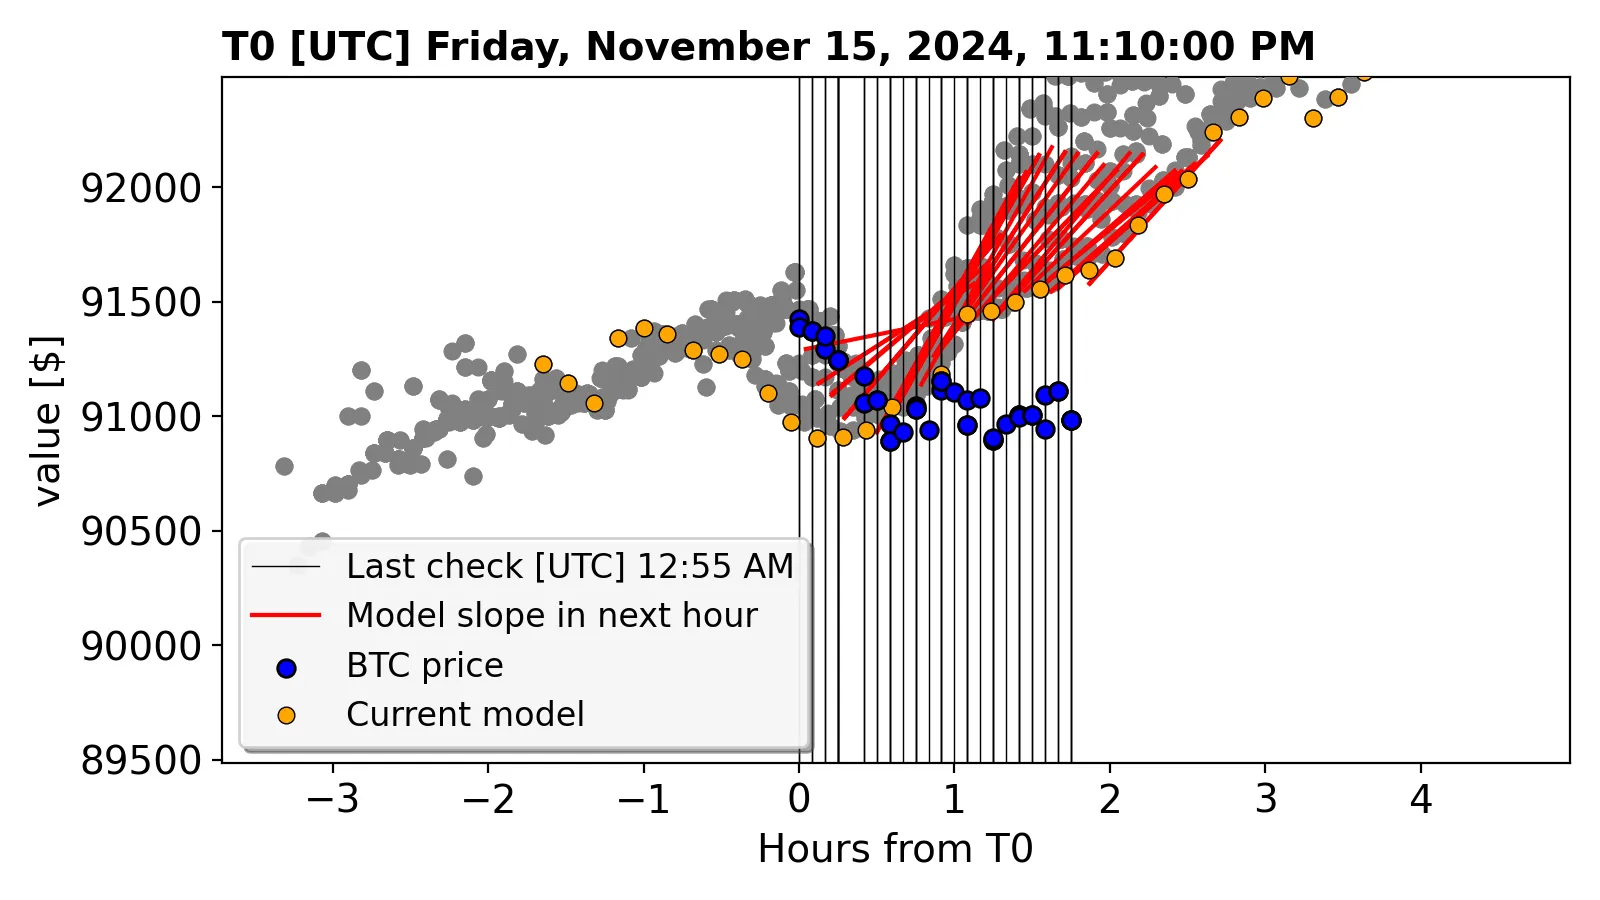 T0 [UTC] Friday, November 15, 2024, 11:10:00 PM
value [$]
92000
91500
91000
90500
90000
89500
Last check [UTC] 12:55 AM
Model slope in next hour
BTC price
Current model
−3 −2 −1 0 1 2 3 4
Hours from T0